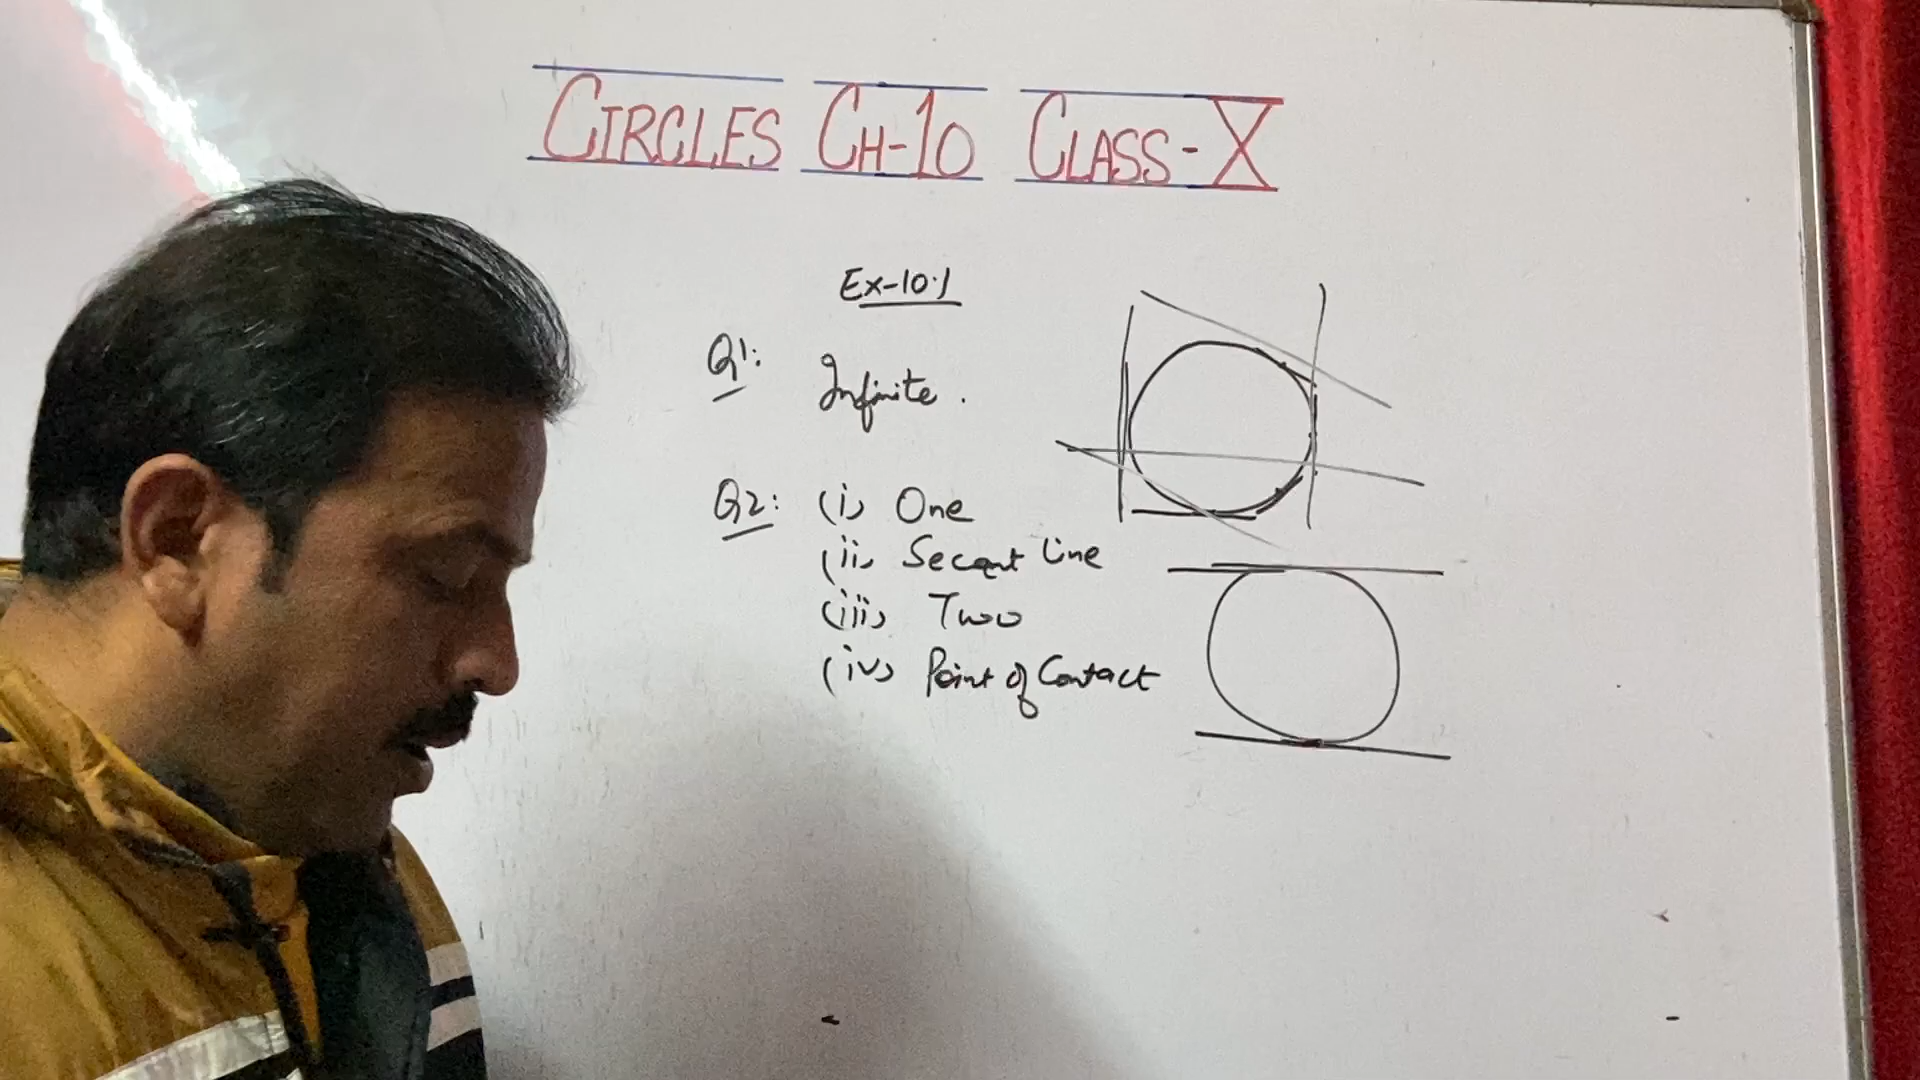 CIRCLES CH-10 CLASS-X
Ex-10.1
Q1: Infinite.
Q2: (i) One
(ii) Secant Line
(iii) Two
(iv) Point of Contact